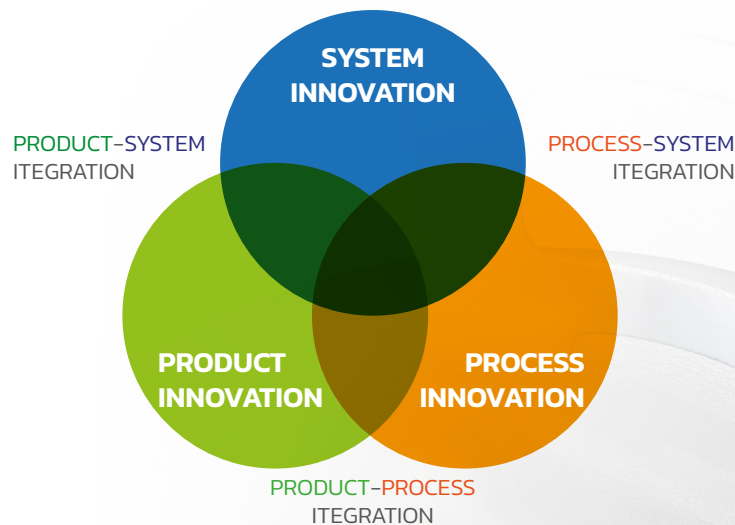 SYSTEM
INNOVATION
PRODUCT-SYSTEM
ITEGRATION
PROCESS-SYSTEM
ITEGRATION
PRODUCT
INNOVATION
PROCESS
INNOVATION
PRODUCT-PROCESS
ITEGRATION